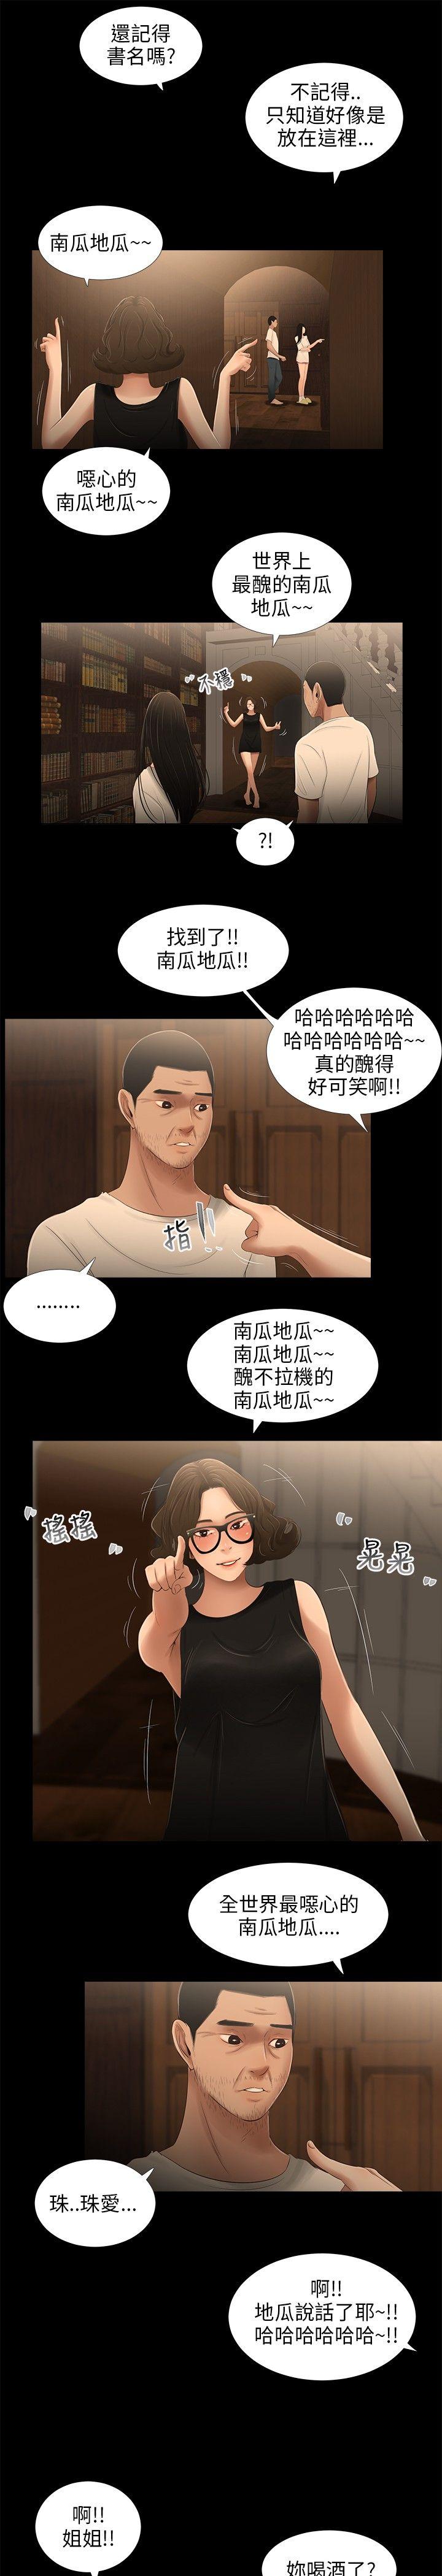 還記得
書名嗎?
不記得..
只知道好像是
放在這裡...
南瓜地瓜~~
噁心的
南瓜地瓜~~
世界上
最醜的南瓜
地瓜~~
不穩
?!
找到了!!
南瓜地瓜!!
哈哈哈哈哈哈
哈哈哈哈哈哈~~
真的醜得
好可笑啊!!
指
........
南瓜地瓜~~
南瓜地瓜~~
醜不拉機的
南瓜地瓜~~
搖搖
晃晃
全世界最噁心的
南瓜地瓜....
珠..珠愛...
啊!!
地瓜說話了耶~!!
哈哈哈哈哈哈~!!
啊!!
姐姐!!
妳喝酒了?